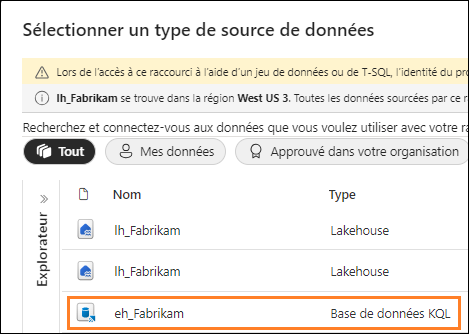 Sélectionner un type de source de données
Lors de l'accès à ce raccourci à l'aide d'un jeu de données ou de T-SQL, l'identité du pro
lh_Fabrikam se trouve dans la région West US 3. Toutes les données sourcées par ce r
Recherchez et connectez-vous aux données que vous voulez utiliser avec votre ra
Tout Mes données Approuvé dans votre organisation
Explorateur
Nom Type
lh_Fabrikam Lakehouse
lh_Fabrikam Lakehouse
eh_Fabrikam Base de données KQL